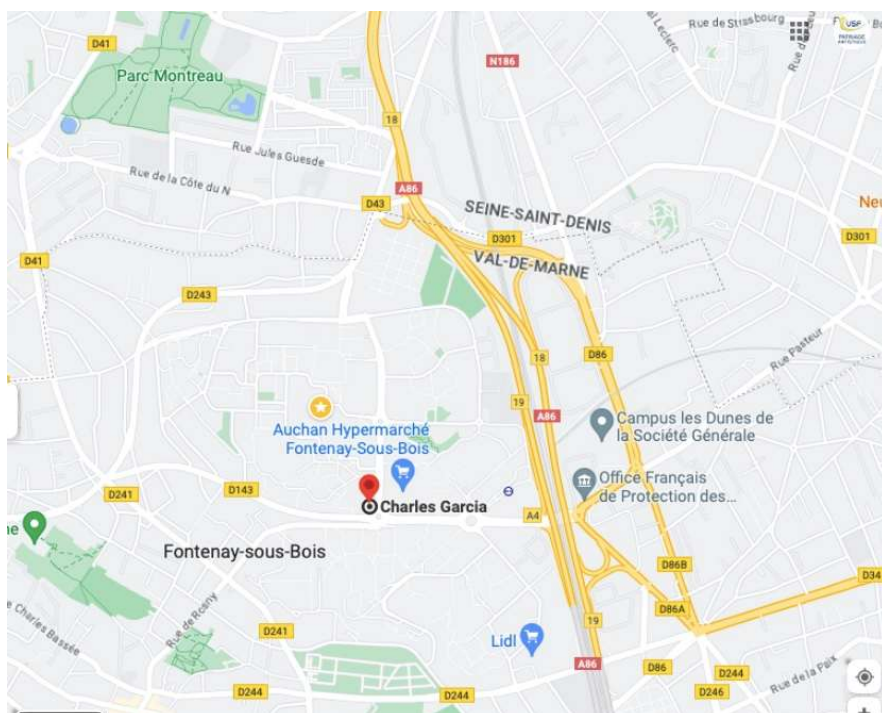 D41
Rue de Strasbourg
USF
N186
Parc Montreau
18
Rue Jules Guesde
Rue de la Côte du N
A86
D43
SEINE-SAINT-DENIS
D301
D301
VAL-DE-MARNE
D41
D243
D86
18
Rue Pasteur
19
A86
Auchan Hypermarché
Fontenay-Sous-Bois
Campus les Dunes de
la Société Générale
Office Français
de Protection des...
D241
D143
Charles Garcia
A4
Fontenay-sous-Bois
D86B
D34
D86A
Rue de Rosny
19
D241
Lidl
A86
D86
D244
D244
D244
D246
Rue de la Paix